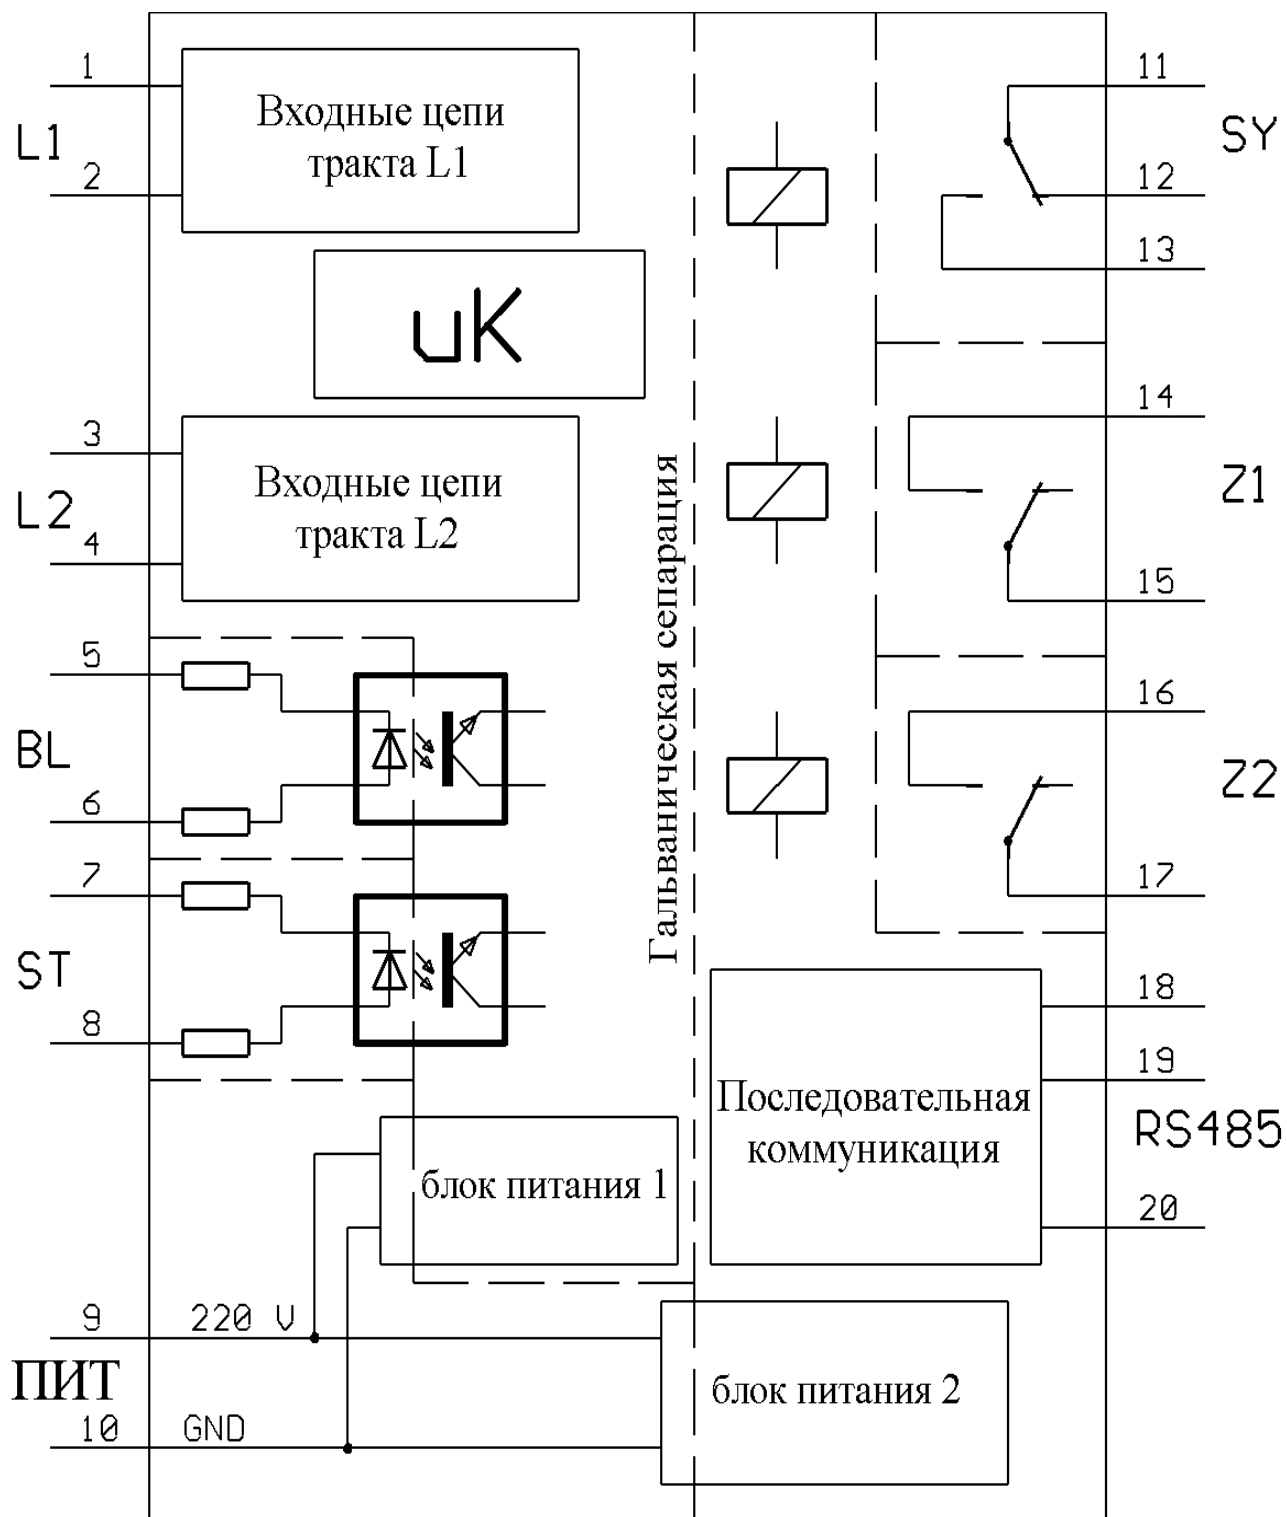 1
L1
2
Входные цепи
тракта L1
uK
3
L2
4
Входные цепи
тракта L2
5
BL
6
7
ST
8
блок питания 1
9
220 V
ПИТ
10
GND
блок питания 2
Гальваническая сепарация
11
SY
12
13
14
Z1
15
16
Z2
17
18
19
Последовательная
коммуникация
RS485
20